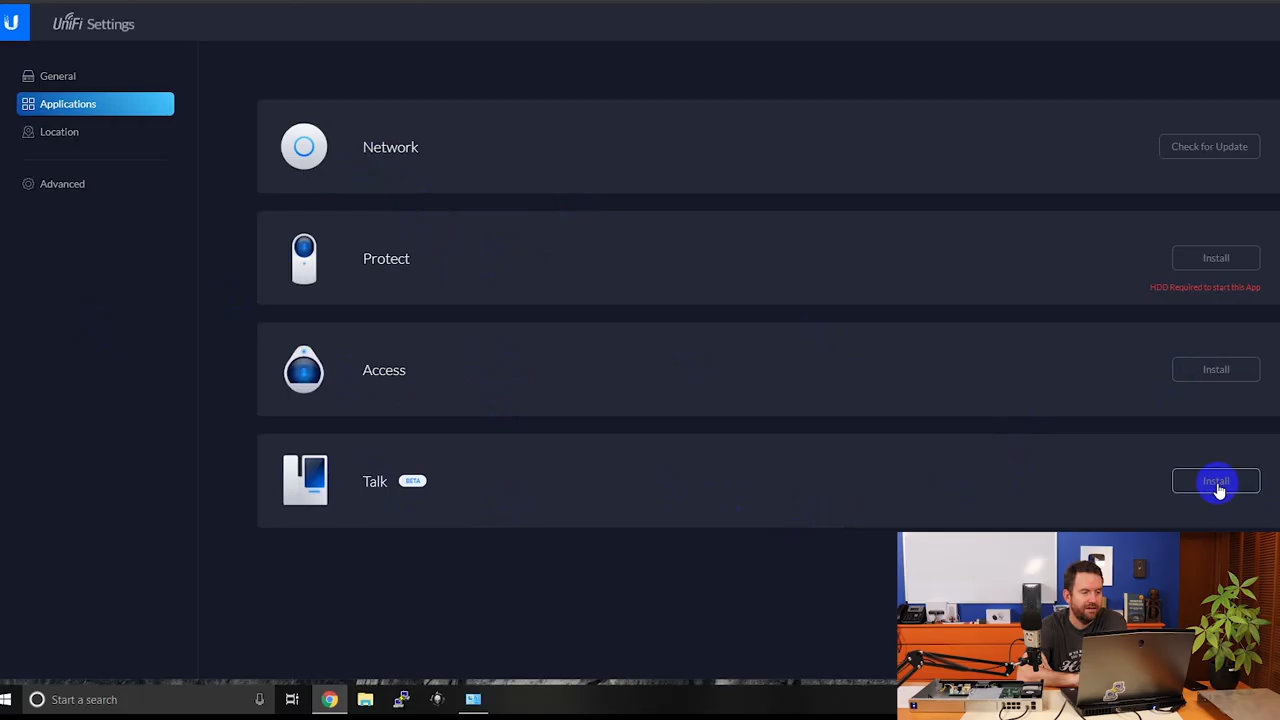 UniFi Settings
General
Applications
Location
Advanced
Network
Check for Update
Protect
Install
HDD Required to start this App
Access
Install
Talk BETA
Install
Start a search